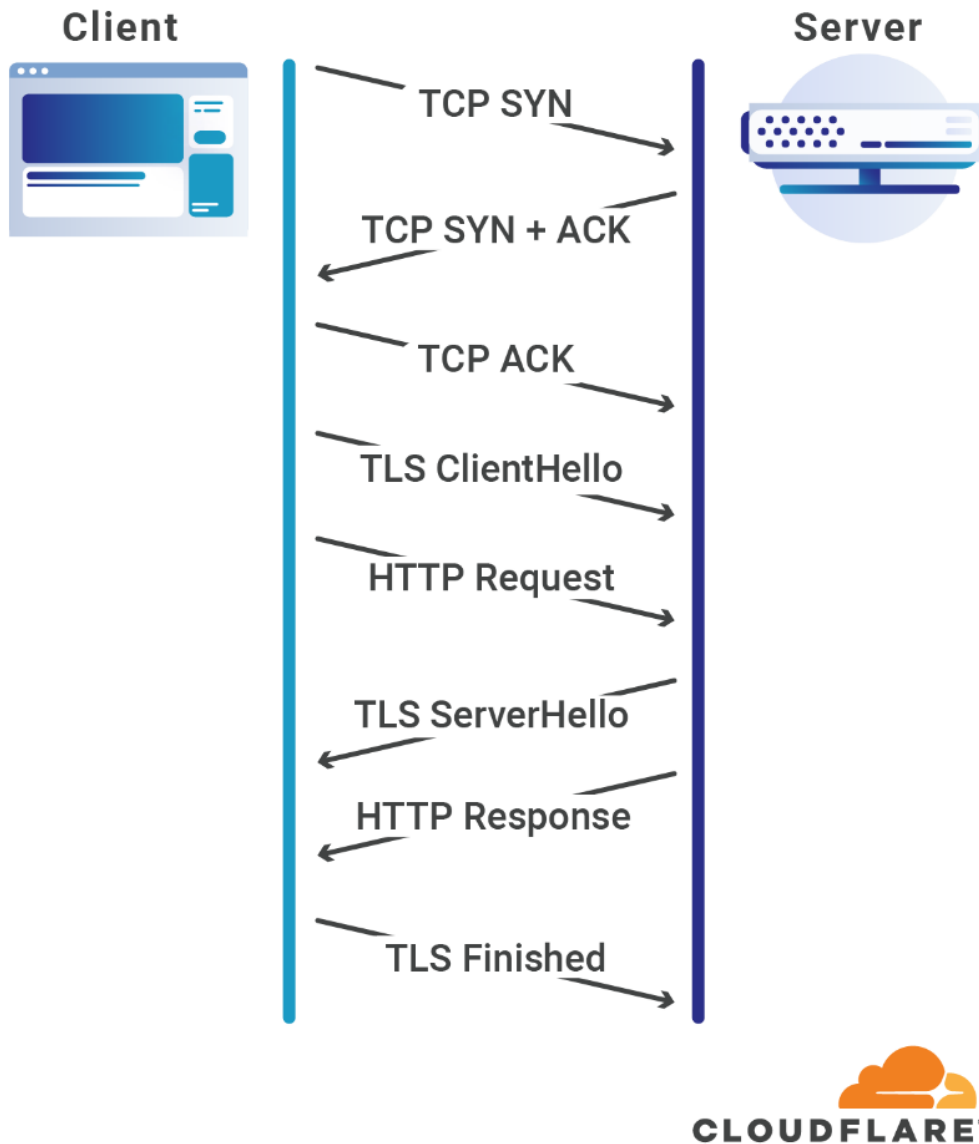 Client
Server
TCP SYN
TCP SYN + ACK
TCP ACK
TLS ClientHello
HTTP Request
TLS ServerHello
HTTP Response
TLS Finished
CLOUDFLARE